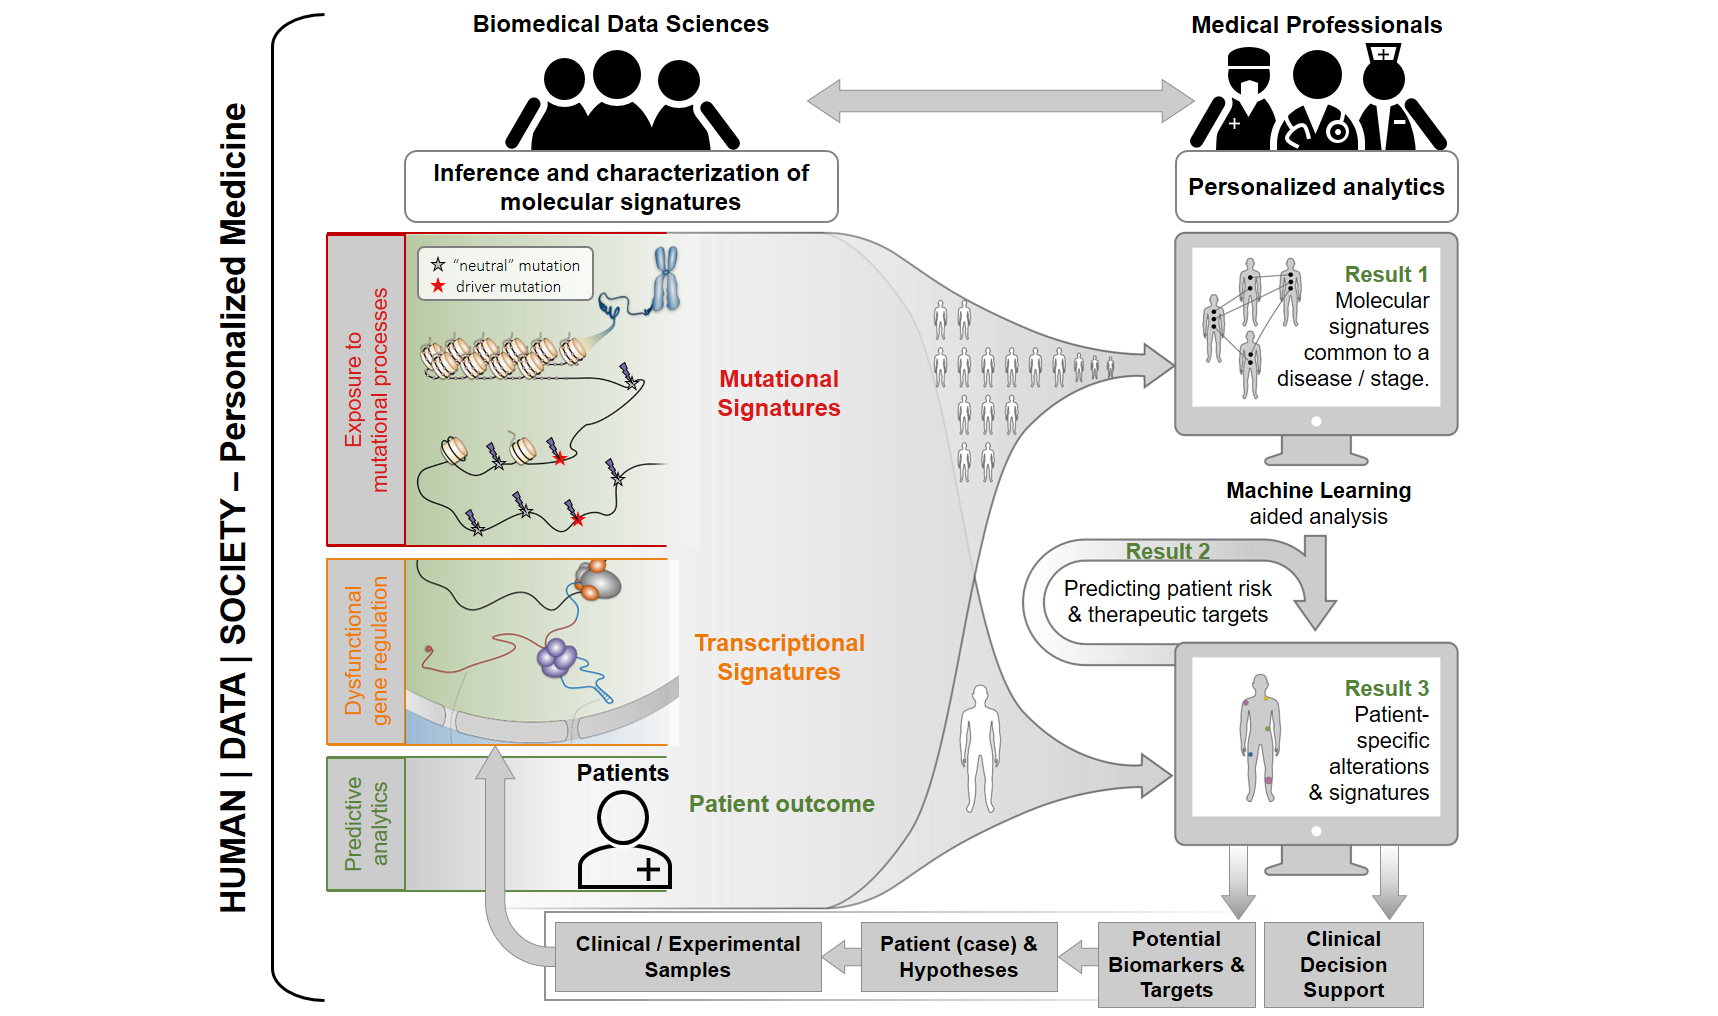 HUMAN | DATA | SOCIETY – Personalized Medicine
Biomedical Data Sciences
Medical Professionals
Inference and characterization of
molecular signatures
Personalized analytics
Exposure to
mutational processes
“neutral” mutation
driver mutation
Mutational
Signatures
Result 1
Molecular
signatures
common to a
disease / stage.
Machine Learning
aided analysis
Result 2
Predicting patient risk
& therapeutic targets
Dysfunctional
gene regulation
Transcriptional
Signatures
Result 3
Patient-
specific
alterations
& signatures
Predictive
analytics
Patients
Patient outcome
Clinical / Experimental
Samples
Patient (case) &
Hypotheses
Potential
Biomarkers &
Targets
Clinical
Decision
Support